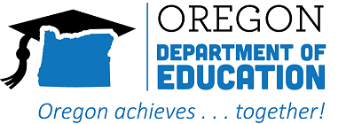 OREGON
DEPARTMENT OF
EDUCATION
Oregon achieves . . . together!